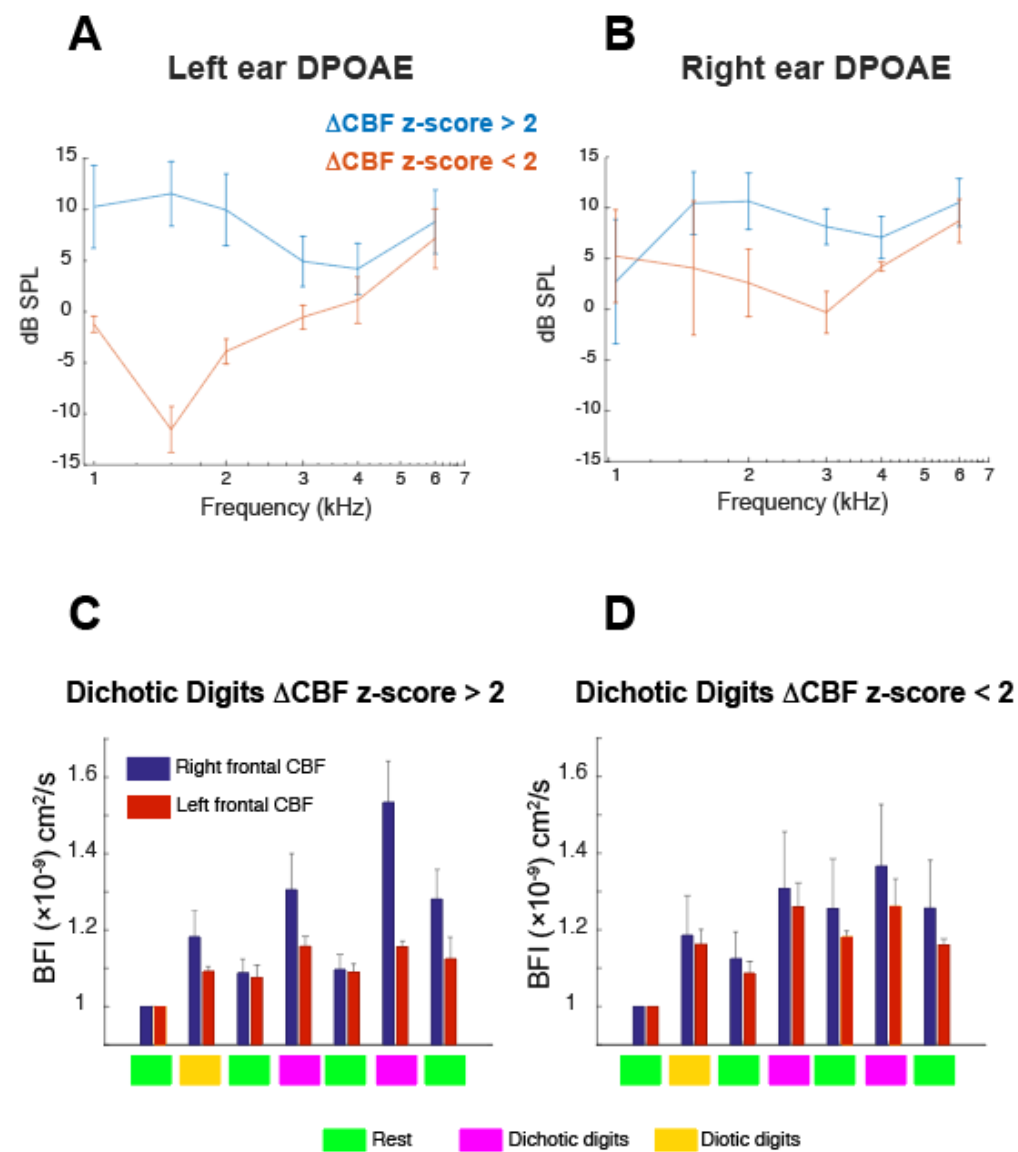 A
Left ear DPOAE
ΔCBF z-score > 2
ΔCBF z-score < 2
15
10
5
0
-5
-10
-15
dB SPL
1 2 3 4 5 6 7
Frequency (kHz)
B
Right ear DPOAE
15
10
5
0
-5
-10
-15
dB SPL
1 2 3 4 5 6 7
Frequency (kHz)
C
Dichotic Digits ΔCBF z-score > 2
Right frontal CBF
Left frontal CBF
1.6
1.4
1.2
1
BFI (×10⁻⁹) cm²/s
D
Dichotic Digits ΔCBF z-score < 2
1.6
1.4
1.2
1
BFI (×10⁻⁹) cm²/s
Rest Dichotic digits Diotic digits